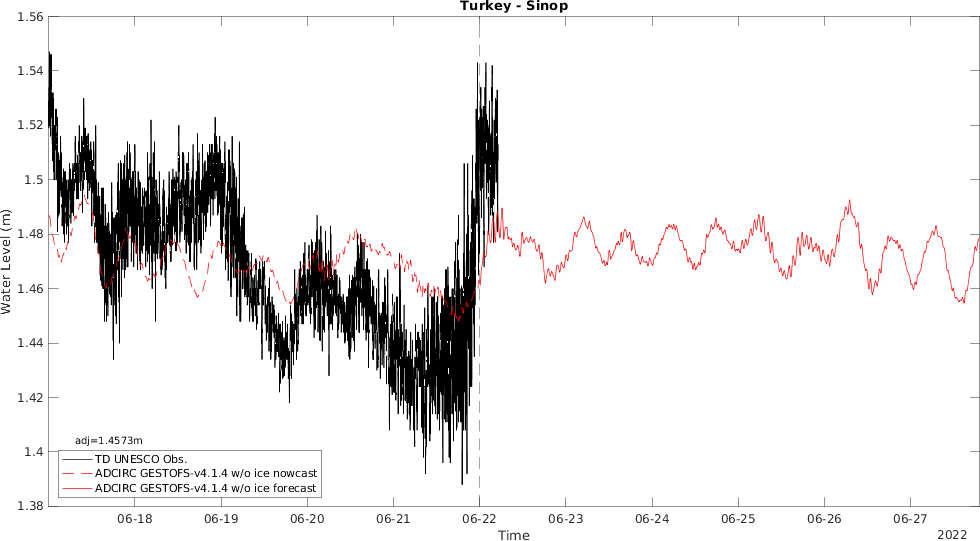 Turkey - Sinop
1.56
1.54
1.52
1.5
1.48
1.46
1.44
1.42
1.4
1.38
Water Level (m)
adj=1.4573m
TD UNESCO Obs.
ADCIRC GESTOFS-v4.1.4 w/o ice nowcast
ADCIRC GESTOFS-v4.1.4 w/o ice forecast
06-18 06-19 06-20 06-21 06-22 06-23 06-24 06-25 06-26 06-27
Time
2022